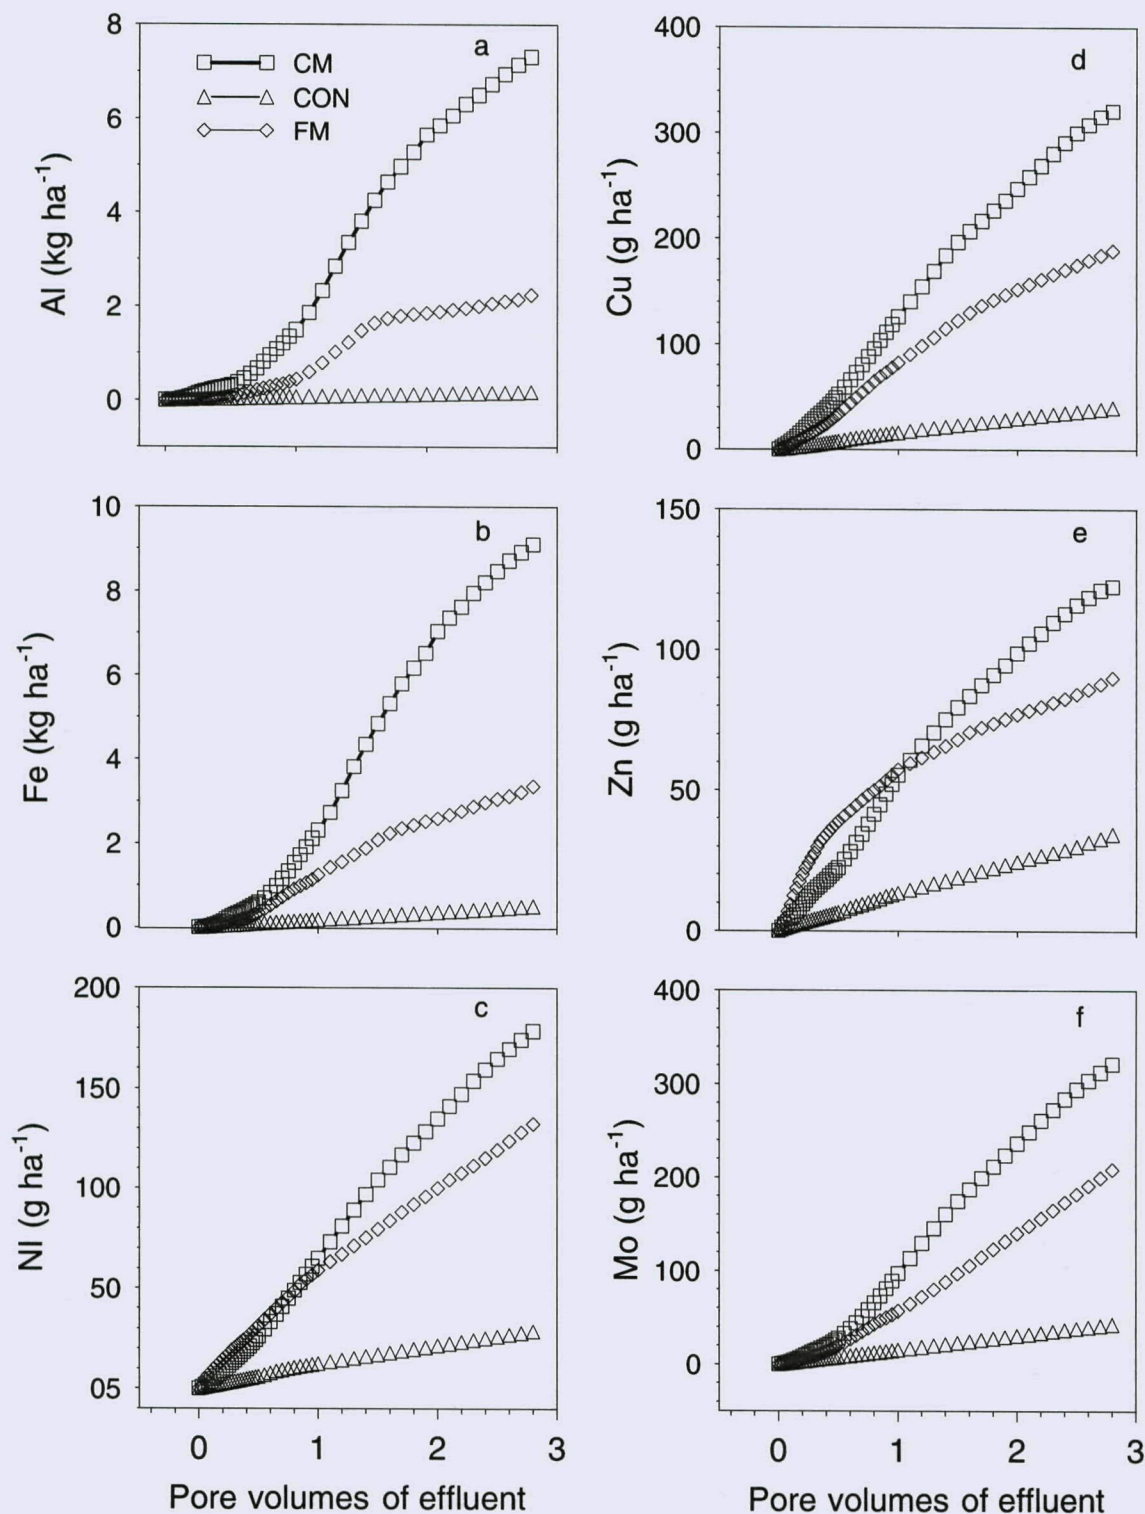 a
CM
CON
FM
8
6
4
2
0
Al (kg ha⁻¹)
d
400
300
200
100
0
Cu (g ha⁻¹)
b
10
8
6
4
2
0
Fe (kg ha⁻¹)
e
150
100
50
0
Zn (g ha⁻¹)
c
200
150
100
50
05
NI (g ha⁻¹)
0 1 2 3
Pore volumes of effluent
f
400
300
200
100
0
Mo (g ha⁻¹)
0 1 2 3
Pore volumes of effluent